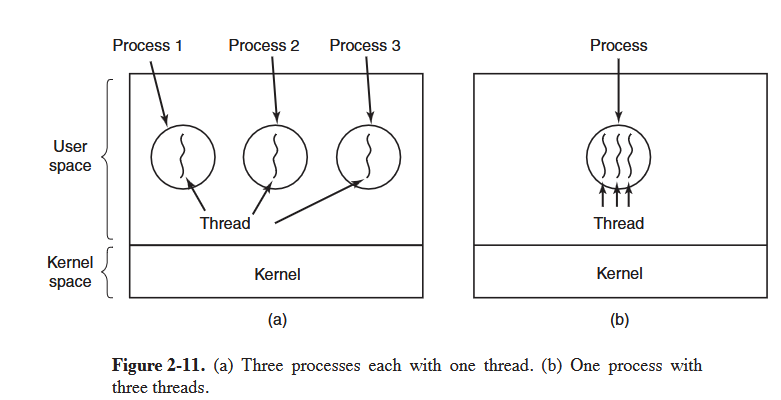 Process 1 Process 2 Process 3 Process
User
space
Thread Thread
Kernel
space
Kernel Kernel
(a) (b)
Figure 2-11. (a) Three processes each with one thread. (b) One process with
three threads.